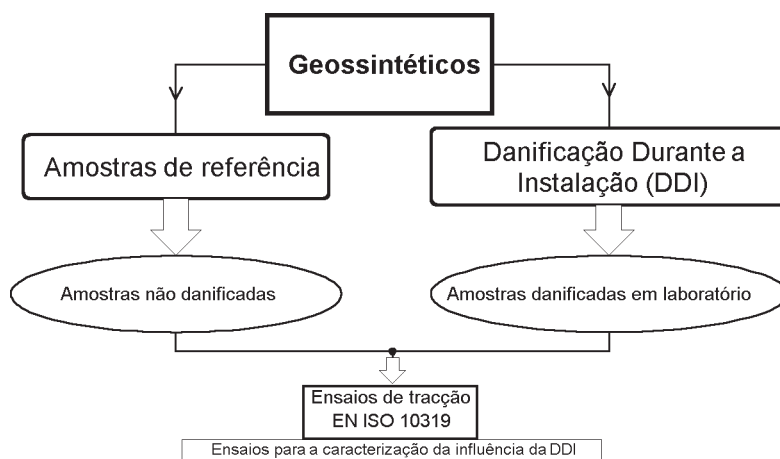 Geossintéticos
Amostras de referência
Danificação Durante a
Instalação (DDI)
Amostras não danificadas
Amostras danificadas em laboratório
Ensaios de tracção
EN ISO 10319
Ensaios para a caracterização da influência da DDI